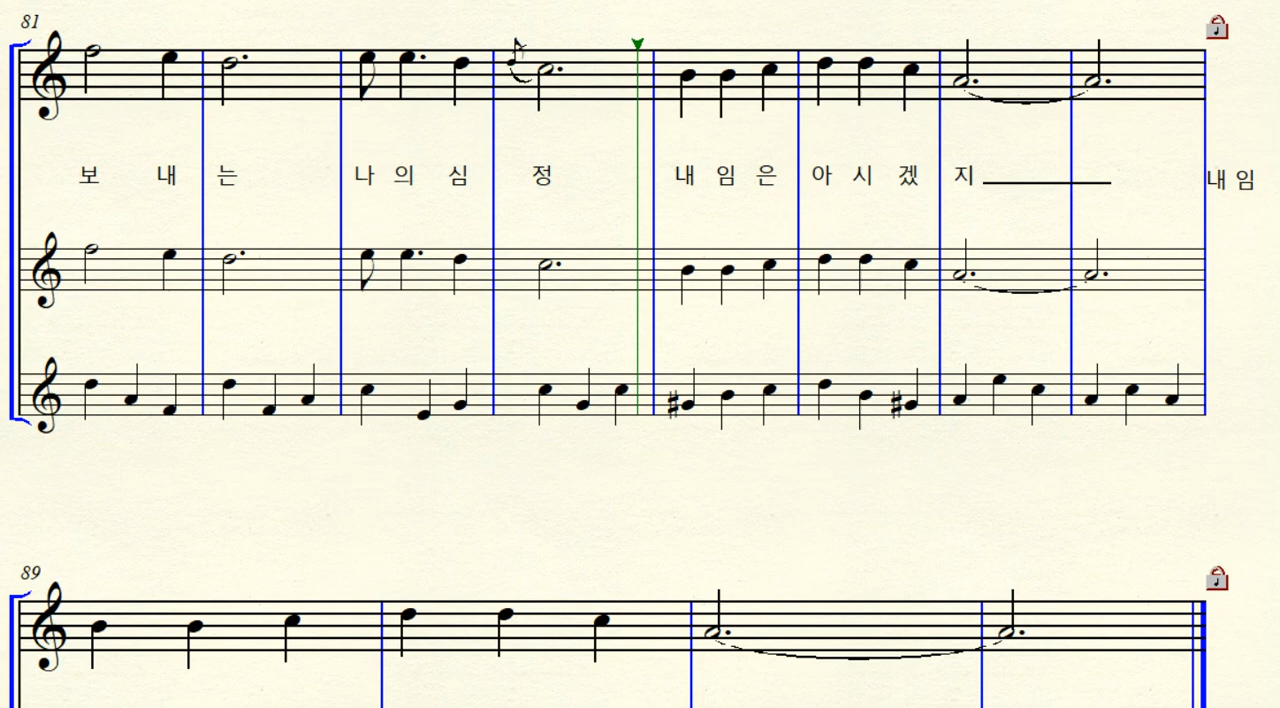 81
보 내 는 나 의 심 정 내 임 은 아 시 겠 지 내 임
89